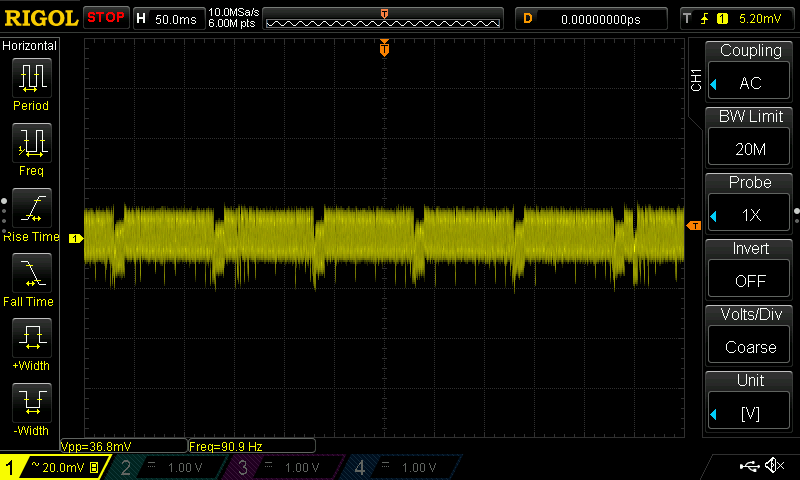 RIGOL STOP H 50.0ms 10.0MSa/s 6.00M pts T D 0.00000000ps T 1 5.20mV
Horizontal
Period
Freq
Rise Time
Fall Time
+Width
-Width
T
1
T
CH1
Coupling
AC
BW Limit
20M
Probe
1X
Invert
OFF
Volts/Div
Coarse
Unit
[V]
Vpp=36.8mV Freq=90.9 Hz
1 ~ 20.0mV B 2 1.00 V 3 1.00 V 4 1.00 V